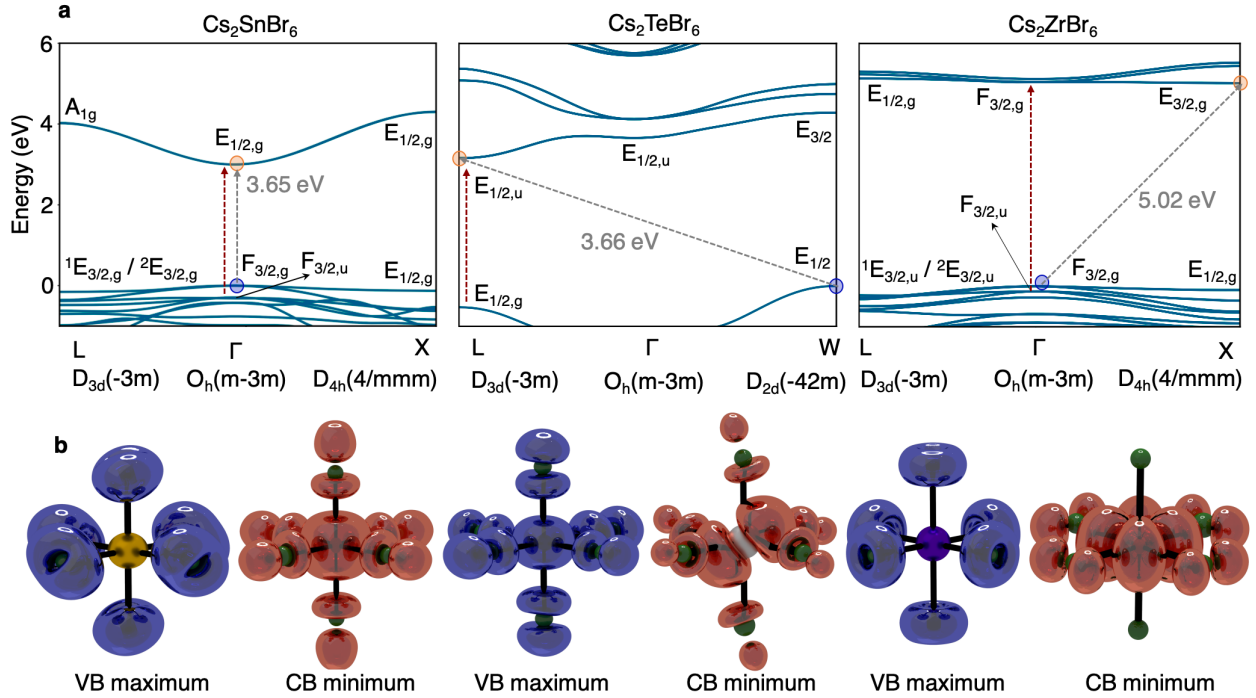 a
Cs₂SnBr₆
Cs₂TeBr₆
Cs₂ZrBr₆
Energy (eV)
6
4
2
0
A₁g
E₁/₂,g
E₁/₂,g
3.65 eV
¹E₃/₂,g / ²E₃/₂,g
F₃/₂,g
F₃/₂,u
E₁/₂,g
L
Γ
X
D₃d(-3m)
Oₕ(m-3m)
D₄ₕ(4/mmm)
E₁/₂,u
E₃/₂
E₁/₂,u
3.66 eV
E₁/₂
E₁/₂,g
L
Γ
W
D₃d(-3m)
Oₕ(m-3m)
D₂d(-42m)
E₁/₂,g
F₃/₂,g
E₃/₂,g
F₃/₂,u
5.02 eV
¹E₃/₂,u / ²E₃/₂,u
F₃/₂,g
E₁/₂,g
L
Γ
X
D₃d(-3m)
Oₕ(m-3m)
D₄ₕ(4/mmm)
b
VB maximum
CB minimum
VB maximum
CB minimum
VB maximum
CB minimum